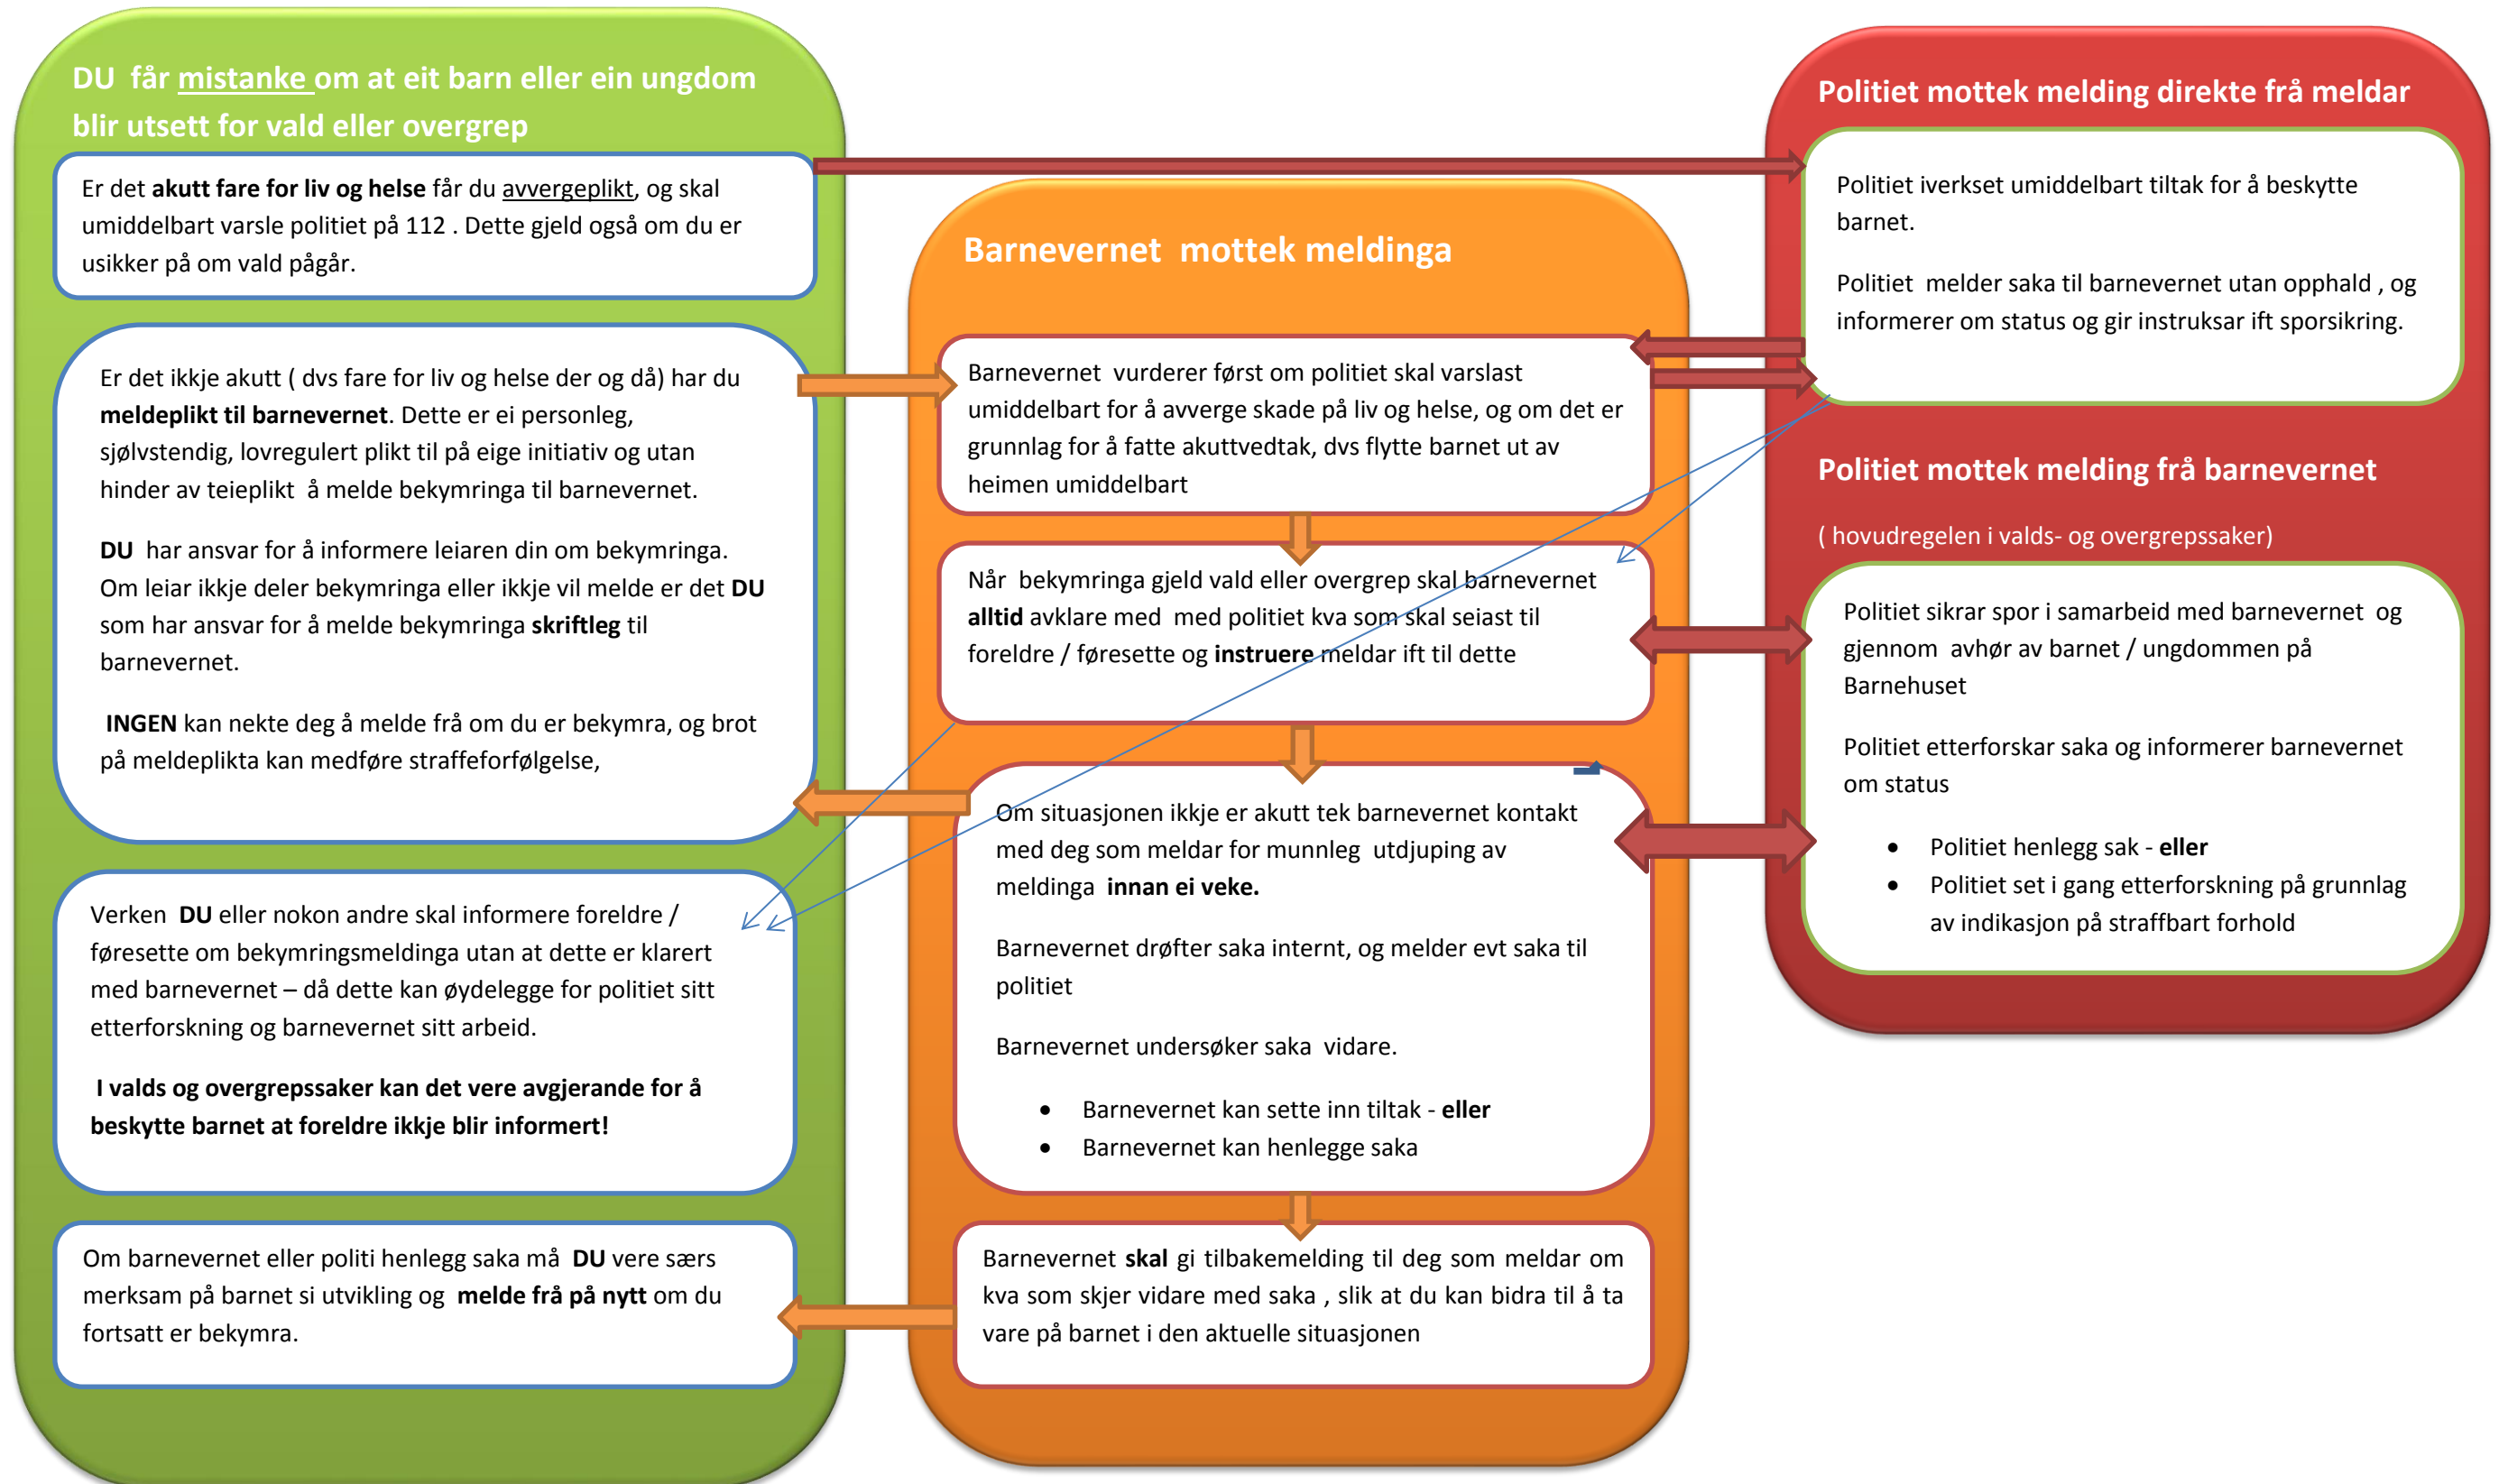 DU får mistanke om at eit barn eller ein ungdom
blir utsett for vald eller overgrep
Er det akutt fare for liv og helse får du avvergeplikt, og skal
umiddelbart varsle politiet på 112 . Dette gjeld også om du er
usikker på om vald pågår.
Er det ikkje akutt ( dvs fare for liv og helse der og då) har du
meldeplikt til barnevernet. Dette er ei personleg,
sjølvstendig, lovregulert plikt til på eige initiativ og utan
hinder av teieplikt å melde bekymringa til barnevernet.
DU har ansvar for å informere leiaren din om bekymringa.
Om leiar ikkje deler bekymringa eller ikkje vil melde er det DU
som har ansvar for å melde bekymringa skriftleg til
barnevernet.
INGEN kan nekte deg å melde frå om du er bekymra, og brot
på meldeplikta kan medføre straffeforfølgelse,
Verken DU eller nokon andre skal informere foreldre /
føresette om bekymringsmeldinga utan at dette er klarert
med barnevernet – då dette kan øydelegge for politiet sitt
etterforskning og barnevernet sitt arbeid.
I valds og overgrepssaker kan det vere avgjerande for å
beskytte barnet at foreldre ikkje blir informert!
Om barnevernet eller politi henlegg saka må DU vere særs
merksam på barnet si utvikling og melde frå på nytt om du
fortsatt er bekymra.
Barnevernet mottek meldinga
Barnevernet vurderer først om politiet skal varslast
umiddelbart for å avverge skade på liv og helse, og om det er
grunnlag for å fatte akuttvedtak, dvs flytte barnet ut av
heimen umiddelbart
Når bekymringa gjeld vald eller overgrep skal barnevernet
alltid avklare med med politiet kva som skal seiast til
foreldre / føresette og instruere meldar ift til dette
Om situasjonen ikkje er akutt tek barnevernet kontakt
med deg som meldar for munnleg utdjuping av
meldinga innan ei veke.
Barnevernet drøfter saka internt, og melder evt saka til
politiet
Barnevernet undersøker saka vidare.
• Barnevernet kan sette inn tiltak - eller
• Barnevernet kan henlegge saka
Barnevernet skal gi tilbakemelding til deg som meldar om
kva som skjer vidare med saka , slik at du kan bidra til å ta
vare på barnet i den aktuelle situasjonen
Politiet mottek melding direkte frå meldar
Politiet iverkset umiddelbart tiltak for å beskytte
barnet.
Politiet melder saka til barnevernet utan opphald , og
informerer om status og gir instruksar ift sporsikring.
Politiet mottek melding frå barnevernet
( hovudregelen i valds- og overgrepssaker)
Politiet sikrar spor i samarbeid med barnevernet og
gjennom avhør av barnet / ungdommen på
Barnehuset
Politiet etterforskar saka og informerer barnevernet
om status
• Politiet henlegg sak - eller
• Politiet set i gang etterforskning på grunnlag
av indikasjon på straffbart forhold